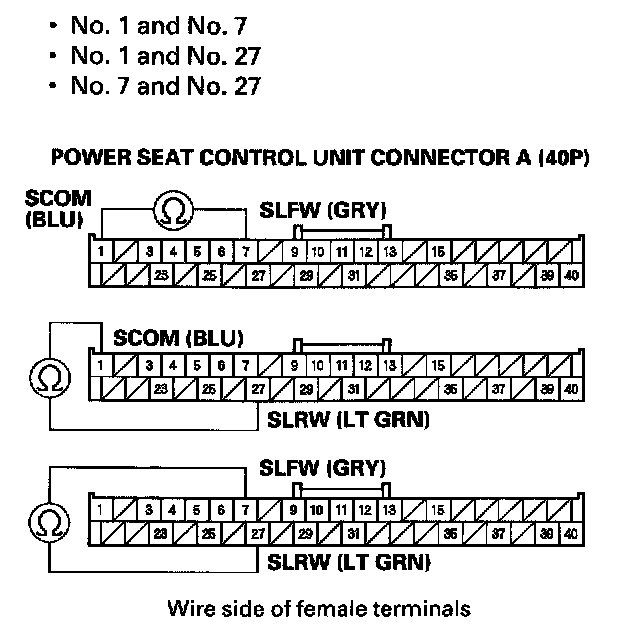 • No. 1 and No. 7
• No. 1 and No. 27
• No. 7 and No. 27
POWER SEAT CONTROL UNIT CONNECTOR A (40P)
SCOM
(BLU)
Ω
SLFW (GRY)
1 3 4 5 6 7 9 10 11 12 13 15
23 25 27 29 31 35 37 39 40
SCOM (BLU)
Ω
1 3 4 5 6 7 9 10 11 12 13 15
23 25 27 29 31 35 37 39 40
SLRW (LT GRN)
SLFW (GRY)
Ω
1 3 4 5 6 7 9 10 11 12 13 15
23 25 27 29 31 35 37 39 40
SLRW (LT GRN)
Wire side of female terminals